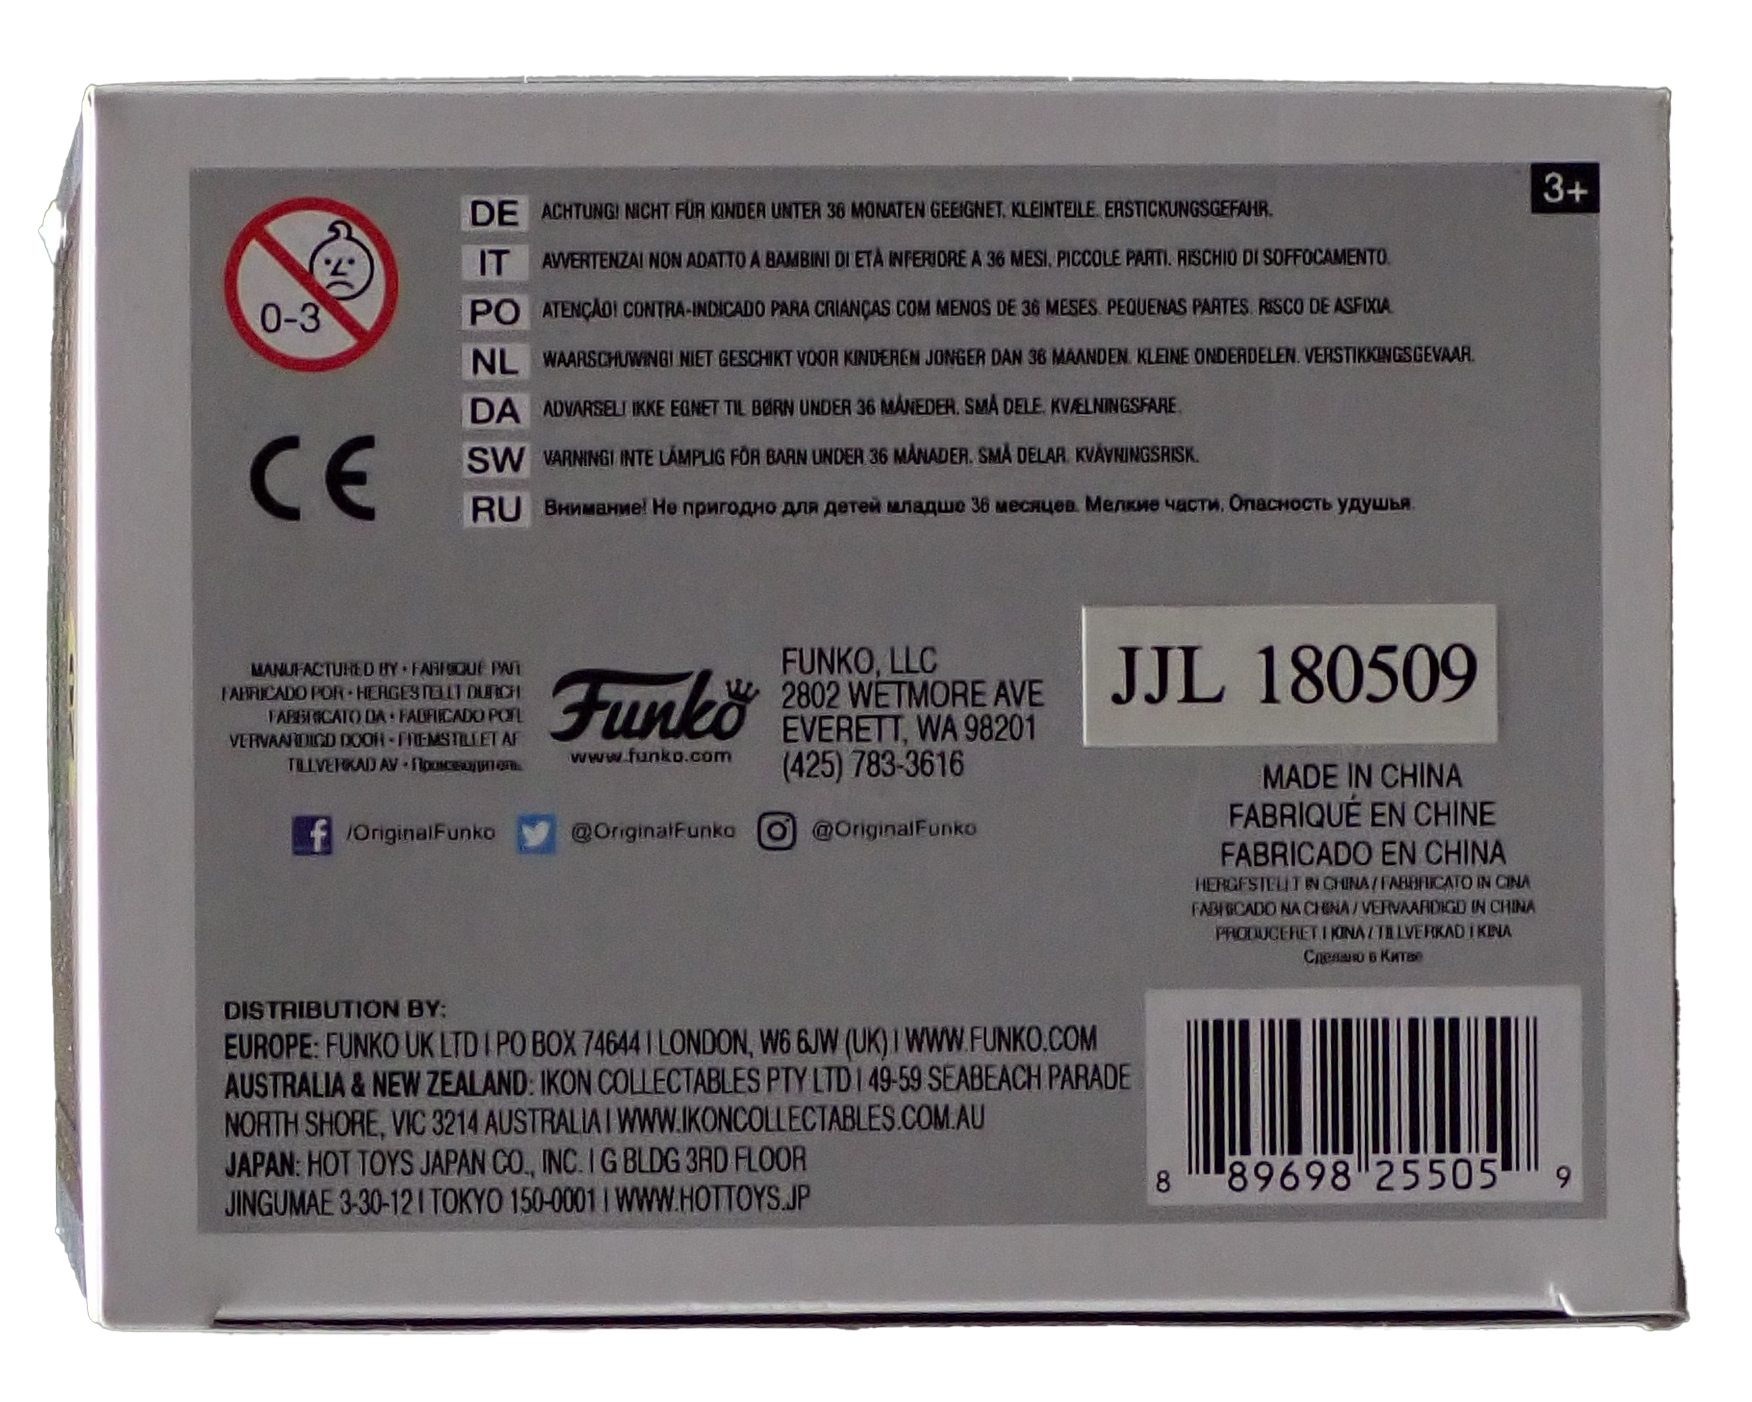 3+
0-3
DE ACHTUNG! NICHT FÜR KINDER UNTER 36 MONATEN GEEIGNET. KLEINTEILE. ERSTICKUNGSGEFAHR.
IT AVVERTENZA! NON ADATTO A BAMBINI DI ETÀ INFERIORE A 36 MESI. PICCOLE PARTI. RISCHIO DI SOFFOCAMENTO.
PO ATENÇÃO! CONTRA-INDICADO PARA CRIANÇAS COM MENOS DE 36 MESES. PEQUENAS PARTES. RISCO DE ASFIXIA.
NL WAARSCHUWING! NIET GESCHIKT VOOR KINDEREN JONGER DAN 36 MAANDEN. KLEINE ONDERDELEN. VERSTIKKINGSGEVAAR.
DA ADVARSEL! IKKE EGNET TIL BØRN UNDER 36 MÅNEDER. SMÅ DELE. KVÆLNINGSFARE.
SW VARNING! INTE LÄMPLIG FÖR BARN UNDER 36 MÅNADER. SMÅ DELAR. KVÄVNINGSRISK.
RU Внимание! Не пригодно для детей младше 36 месяцев. Мелкие части. Опасность удушья.
CE
MANUFACTURED BY • FABRIQUÉ PAR
FABRICADO POR • HERGESTELLT DURCH
FABBRICATO DA • FABRICADO POR
VERVAARDIGD DOOR • FREMSTILLET AF
TILLVERKAD AV • Производитель
Funko
www.funko.com
FUNKO, LLC
2802 WETMORE AVE
EVERETT, WA 98201
(425) 783-3616
/OriginalFunko @OriginalFunko @OriginalFunko
JJL 180509
MADE IN CHINA
FABRIQUÉ EN CHINE
FABRICADO EN CHINA
HERGESTELLT IN CHINA / FABBRICATO IN CINA
FABRICADO NA CHINA / VERVAARDIGD IN CHINA
PRODUCERET I KINA / TILLVERKAD I KINA
Сделано в Китае
DISTRIBUTION BY:
EUROPE: FUNKO UK LTD | PO BOX 74644 | LONDON, W6 6JW (UK) | WWW.FUNKO.COM
AUSTRALIA & NEW ZEALAND: IKON COLLECTABLES PTY LTD | 49-59 SEABEACH PARADE
NORTH SHORE, VIC 3214 AUSTRALIA | WWW.IKONCOLLECTABLES.COM.AU
JAPAN: HOT TOYS JAPAN CO., INC. | G BLDG 3RD FLOOR
JINGUMAE 3-30-12 | TOKYO 150-0001 | WWW.HOTTOYS.JP
8 89698 25505 9